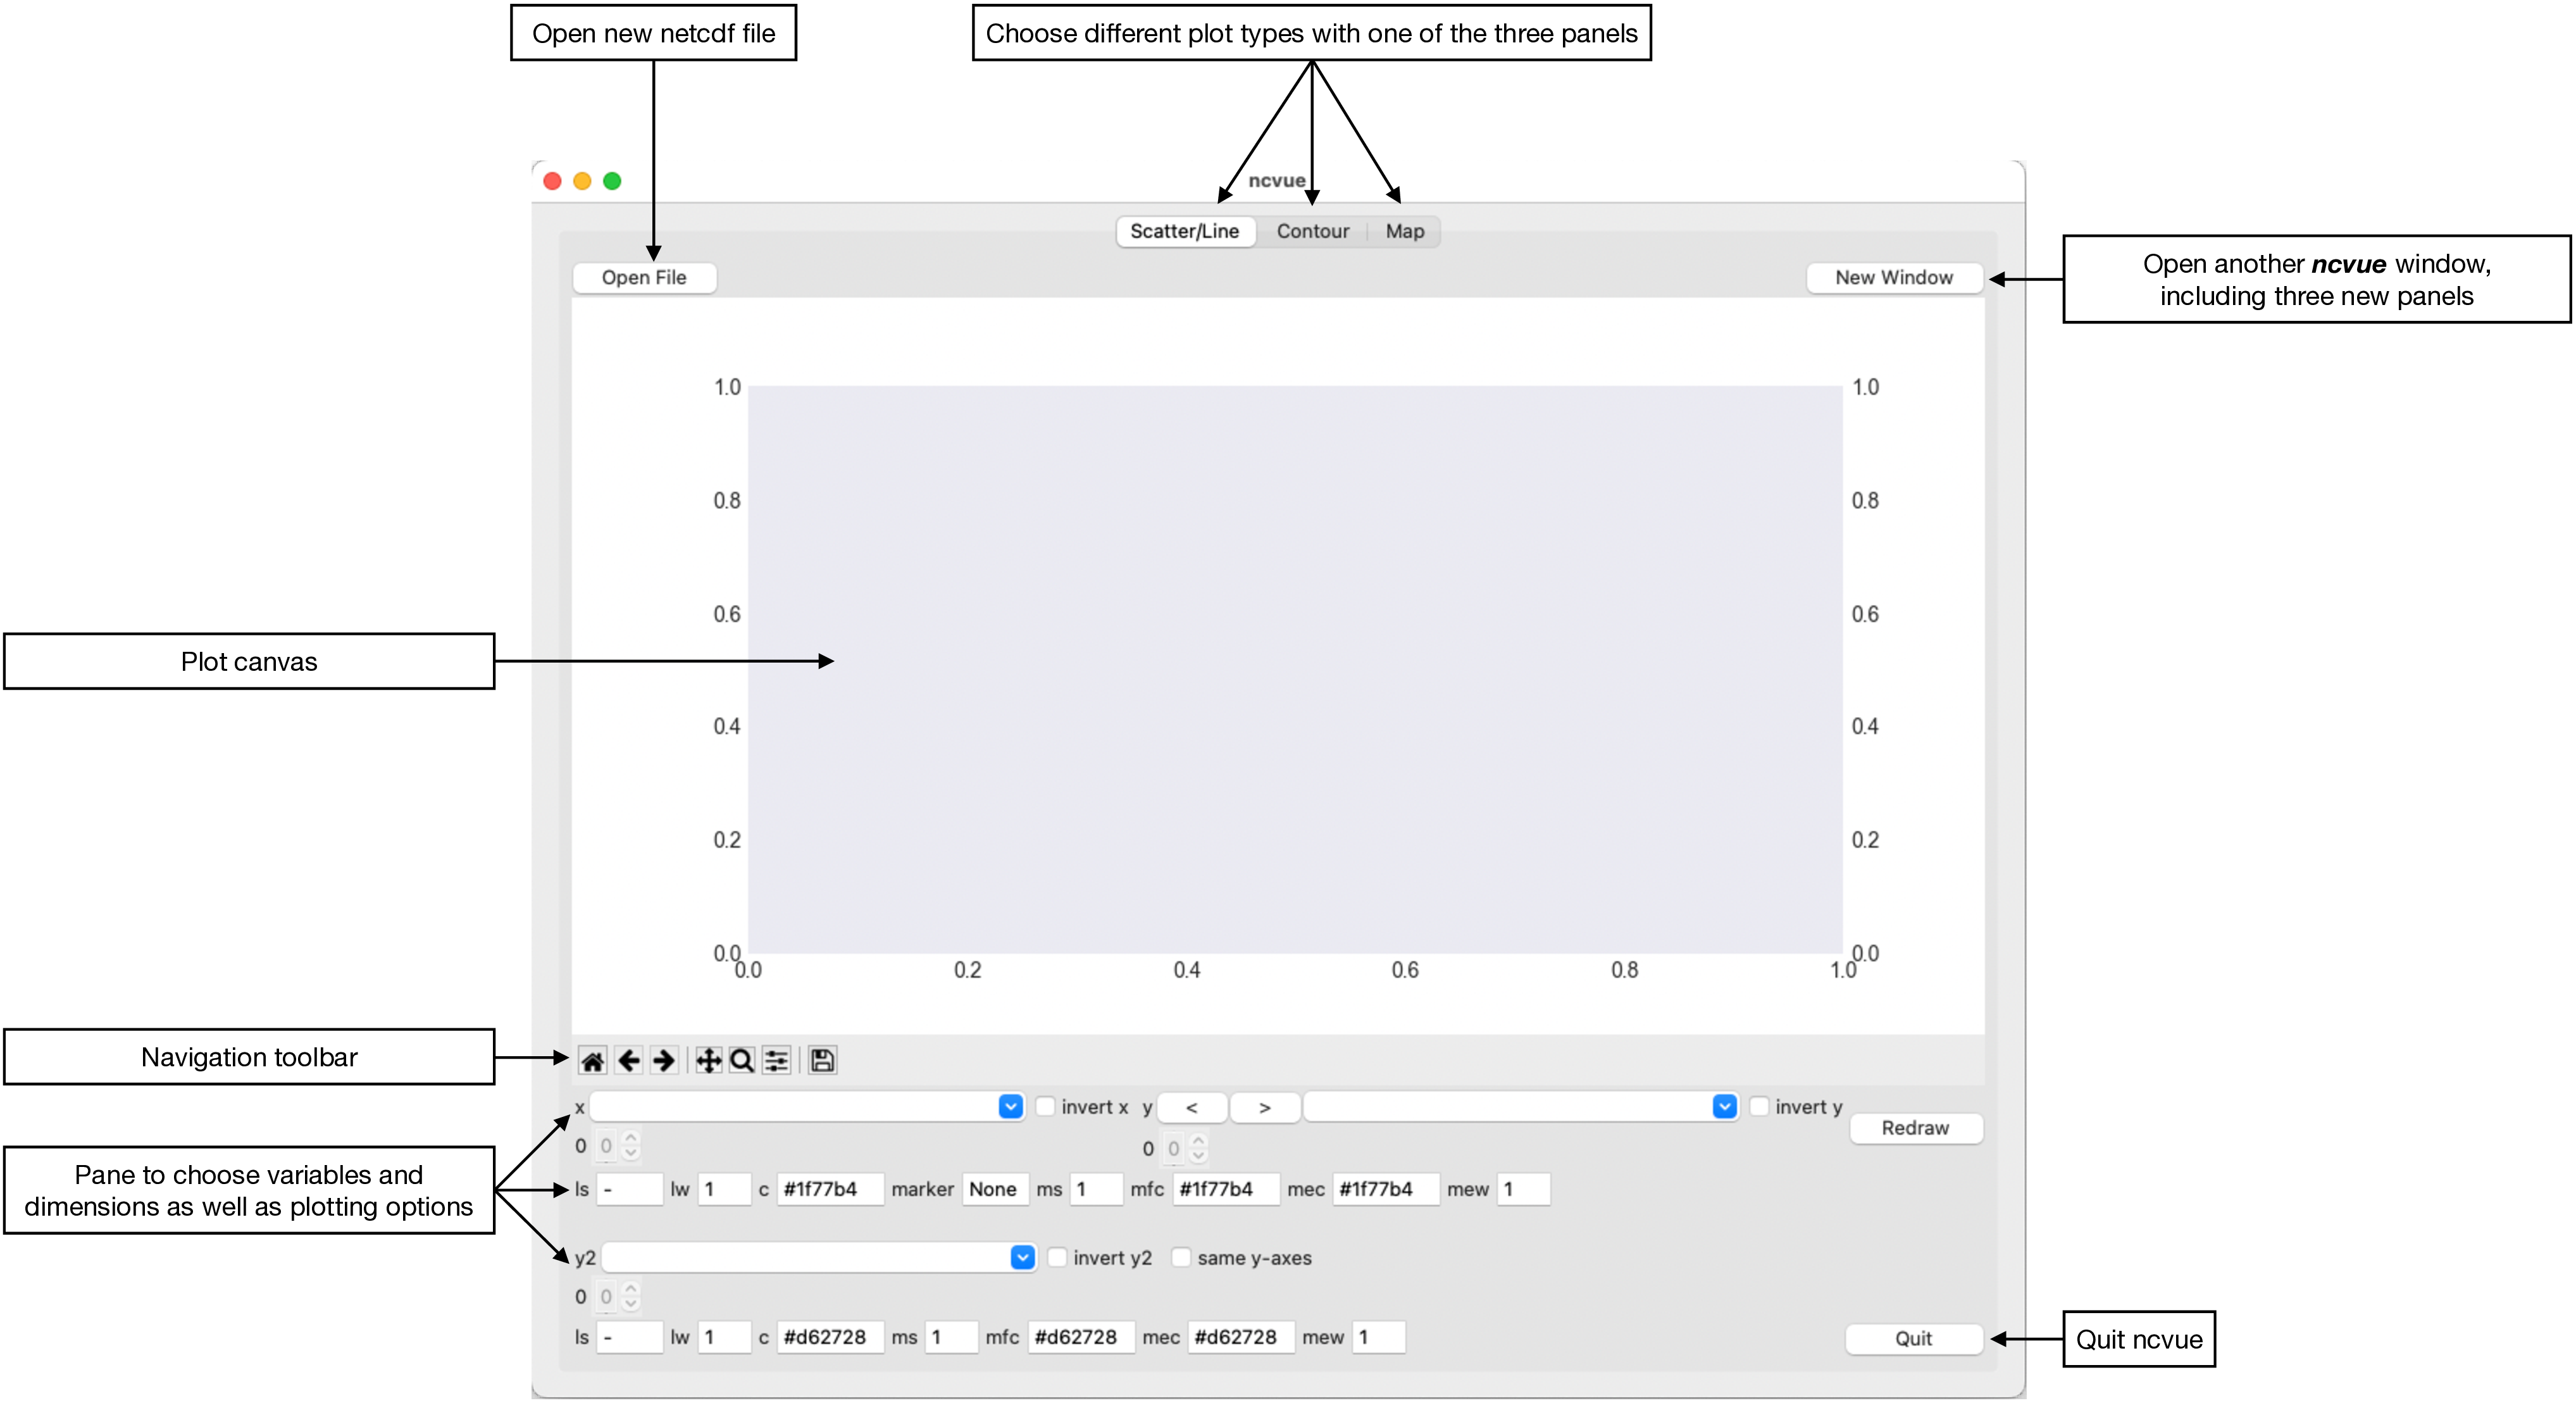 Open new netcdf file
Choose different plot types with one of the three panels
ncvue
Scatter/Line Contour Map
Open File
New Window
Open another ncvue window,
including three new panels
1.0 1.0
0.8 0.8
0.6 0.6
Plot canvas
0.4 0.4
0.2 0.2
0.0 0.0
0.0 0.2 0.4 0.6 0.8 1.0
Navigation toolbar
x invert x y < > invert y
Redraw
0 0 0 0
Pane to choose variables and
dimensions as well as plotting options
ls - lw 1 c #1f77b4 marker None ms 1 mfc #1f77b4 mec #1f77b4 mew 1
y2 invert y2 same y-axes
0 0
ls - lw 1 c #d62728 ms 1 mfc #d62728 mec #d62728 mew 1
Quit
Quit ncvue